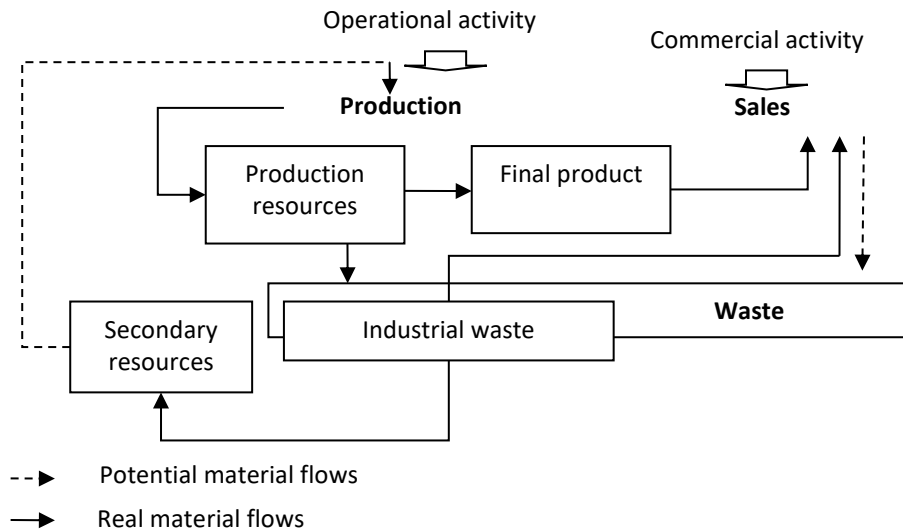 Operational activity
Commercial activity
Production
Sales
Production
resources
Final product
Waste
Industrial waste
Secondary
resources
Potential material flows
Real material flows